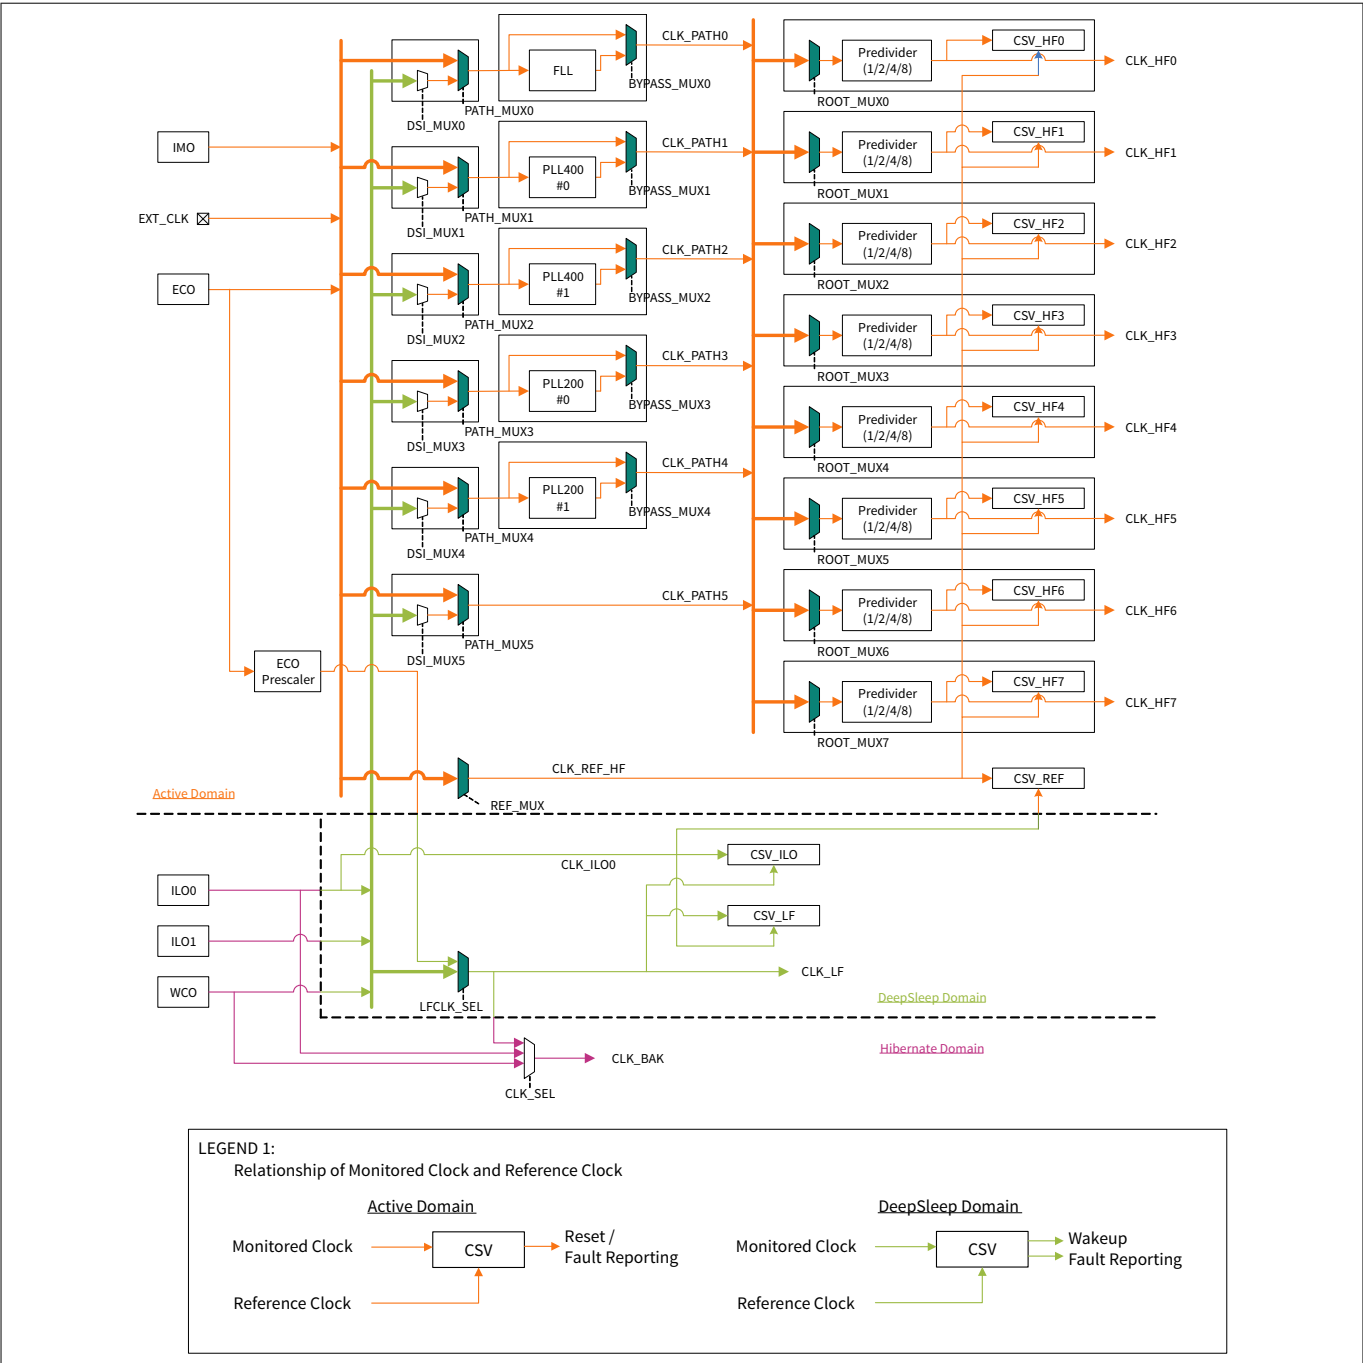 CLK_PATH0
FLL
BYPASS_MUX0
PATH_MUX0
DSI_MUX0
CSV_HF0
Predivider
(1/2/4/8)
CLK_HF0
ROOT_MUX0
IMO
CLK_PATH1
PLL400
#0
BYPASS_MUX1
PATH_MUX1
DSI_MUX1
CSV_HF1
Predivider
(1/2/4/8)
CLK_HF1
ROOT_MUX1
EXT_CLK
CLK_PATH2
PLL400
#1
BYPASS_MUX2
PATH_MUX2
DSI_MUX2
CSV_HF2
Predivider
(1/2/4/8)
CLK_HF2
ROOT_MUX2
ECO
CLK_PATH3
PLL200
#0
BYPASS_MUX3
PATH_MUX3
DSI_MUX3
CSV_HF3
Predivider
(1/2/4/8)
CLK_HF3
ROOT_MUX3
CLK_PATH4
PLL200
#1
BYPASS_MUX4
PATH_MUX4
DSI_MUX4
CSV_HF4
Predivider
(1/2/4/8)
CLK_HF4
ROOT_MUX4
CSV_HF5
Predivider
(1/2/4/8)
CLK_HF5
ROOT_MUX5
CLK_PATH5
PATH_MUX5
DSI_MUX5
CSV_HF6
Predivider
(1/2/4/8)
CLK_HF6
ROOT_MUX6
ECO
Prescaler
CSV_HF7
Predivider
(1/2/4/8)
CLK_HF7
ROOT_MUX7
CLK_REF_HF
CSV_REF
REF_MUX
Active Domain
CSV_ILO
CLK_ILO0
ILO0
CSV_LF
ILO1
CLK_LF
WCO
LFCLK_SEL
DeepSleep Domain
Hibernate Domain
CLK_BAK
CLK_SEL
LEGEND 1:
Relationship of Monitored Clock and Reference Clock
Active Domain
Monitored Clock
CSV
Reset /
Fault Reporting
Reference Clock
DeepSleep Domain
Monitored Clock
CSV
Wakeup
Fault Reporting
Reference Clock